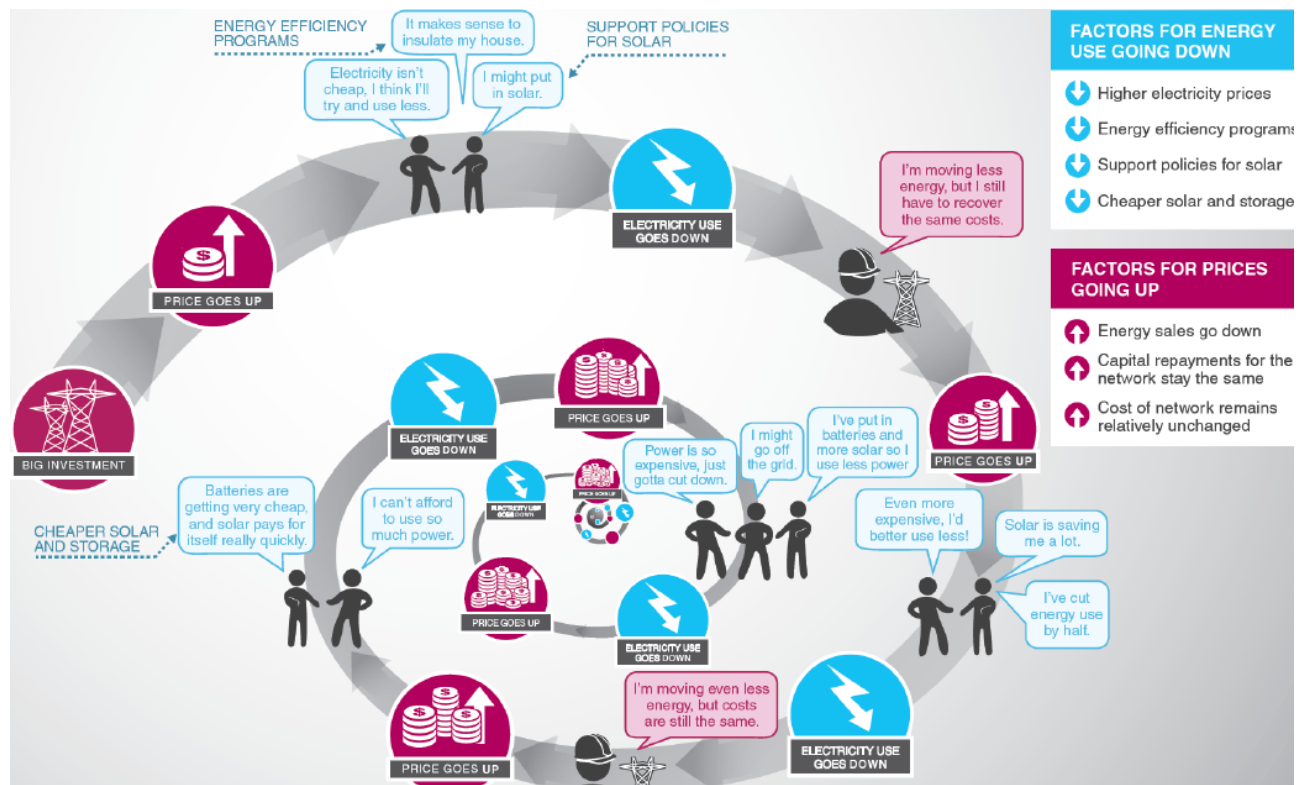 ENERGY EFFICIENCY
PROGRAMS
It makes sense to
insulate my house.
SUPPORT POLICIES
FOR SOLAR
Electricity isn't
cheap, I think I'll
try and use less.
I might put
in solar.
ELECTRICITY USE
GOES DOWN
I'm moving less
energy, but I still
have to recover
the same costs.
PRICE GOES UP
BIG INVESTMENT
PRICE GOES UP
FACTORS FOR ENERGY
USE GOING DOWN
Higher electricity prices
Energy efficiency programs
Support policies for solar
Cheaper solar and storage
FACTORS FOR PRICES
GOING UP
Energy sales go down
Capital repayments for the
network stay the same
Cost of network remains
relatively unchanged
Even more
expensive, I'd
better use less!
Solar is saving
me a lot.
I've cut
energy use
by half.
ELECTRICITY USE
GOES DOWN
I'm moving even less
energy, but costs
are still the same.
PRICE GOES UP
CHEAPER SOLAR
AND STORAGE
Batteries are
getting very cheap,
and solar pays for
itself really quickly.
I can't afford
to use so
much power.
ELECTRICITY USE
GOES DOWN
PRICE GOES UP
Power is so
expensive, just
gotta cut down.
I might
go off
the grid.
I've put in
batteries and
more solar so I
use less power
ELECTRICITY USE
GOES DOWN
PRICE GOES UP
ELECTRICITY USE
GOES DOWN
PRICE GOES UP